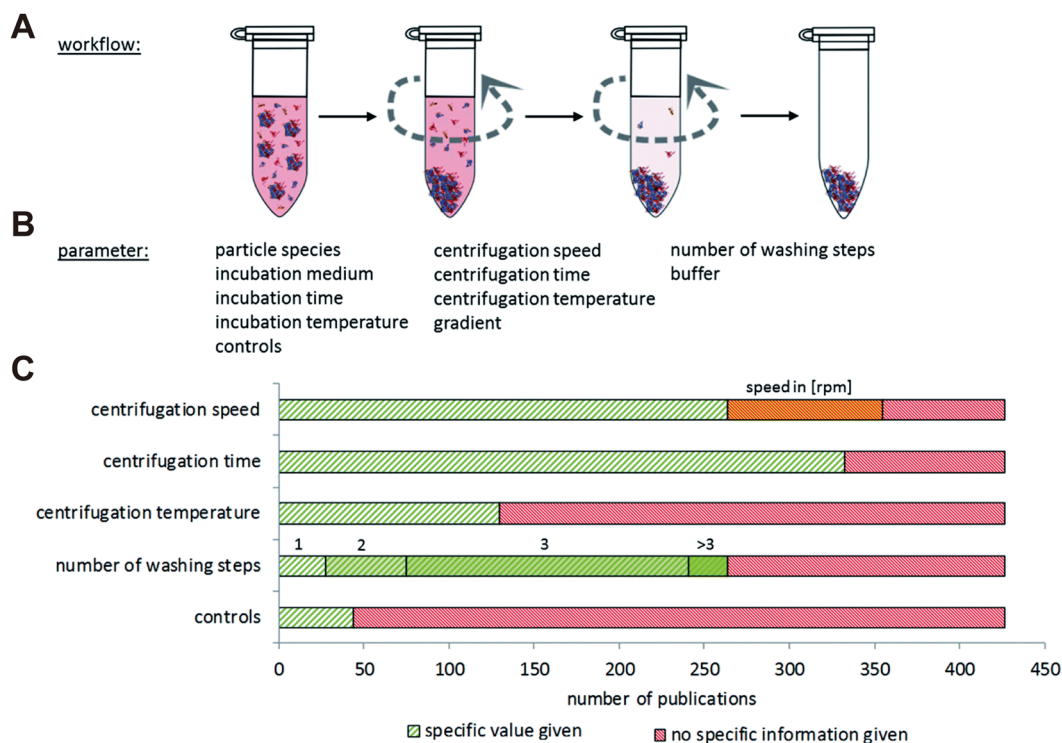 A
workflow:
B
parameter:
particle species
incubation medium
incubation time
incubation temperature
controls
centrifugation speed
centrifugation time
centrifugation temperature
gradient
number of washing steps
buffer
C
speed in [rpm]
centrifugation speed
centrifugation time
centrifugation temperature
1 2 3 >3
number of washing steps
controls
0 50 100 150 200 250 300 350 400 450
number of publications
specific value given no specific information given